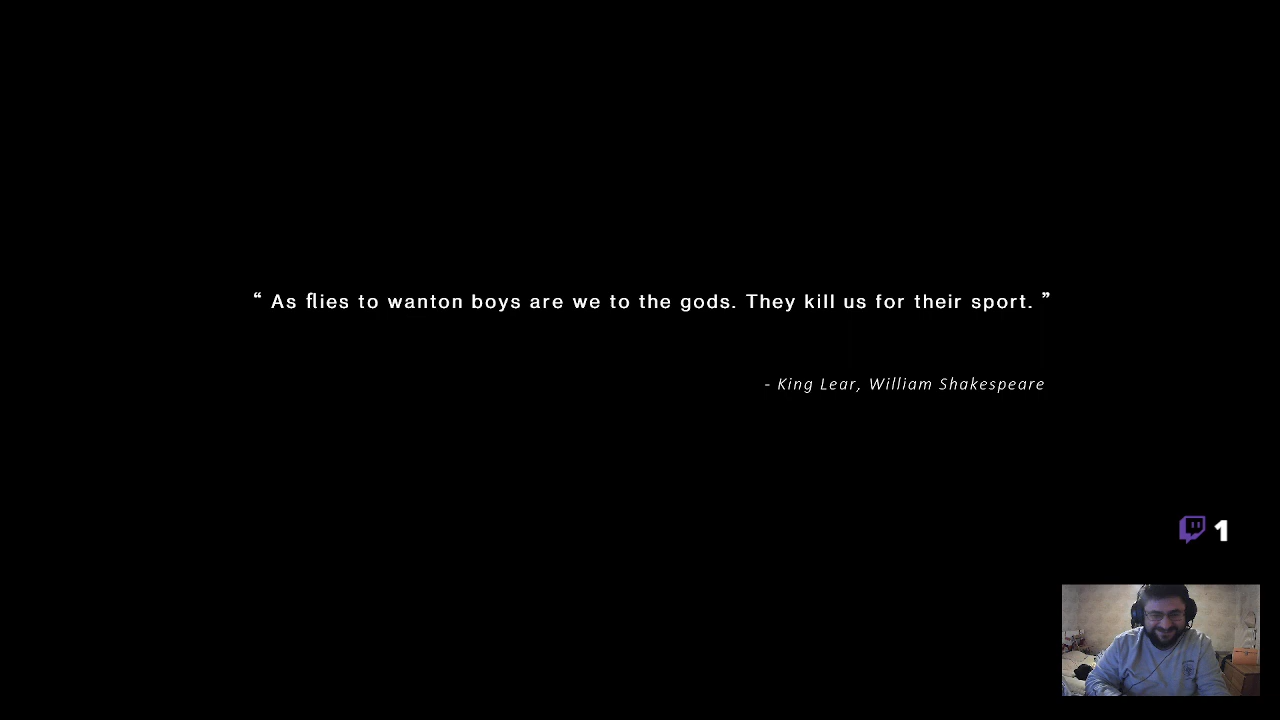 “ As flies to wanton boys are we to the gods. They kill us for their sport. ”
- King Lear, William Shakespeare
1